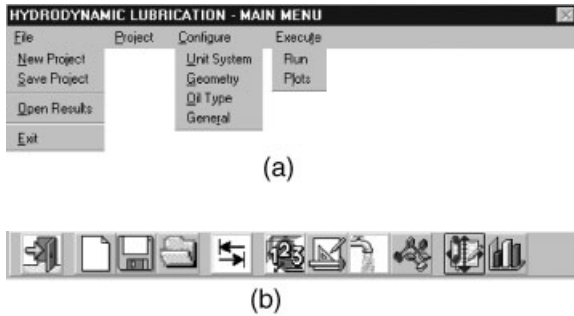 HYDRODYNAMIC LUBRICATION - MAIN MENU
File Project Configure Execute
New Project Unit System Run
Save Project Geometry Plots
Oil Type
Open Results General
Exit
(a)
123
(b)